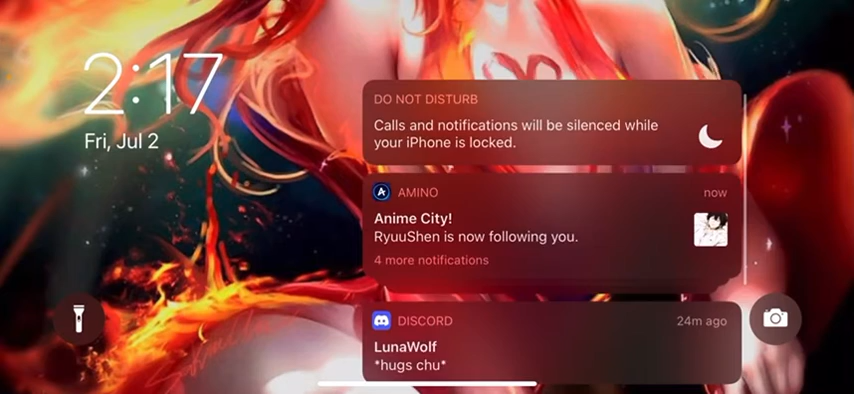 2:17
Fri, Jul 2
DO NOT DISTURB
Calls and notifications will be silenced while
your iPhone is locked.
AMINO
now
Anime City!
RyuuShen is now following you.
4 more notifications
DISCORD
24m ago
LunaWolf
*hugs chu*